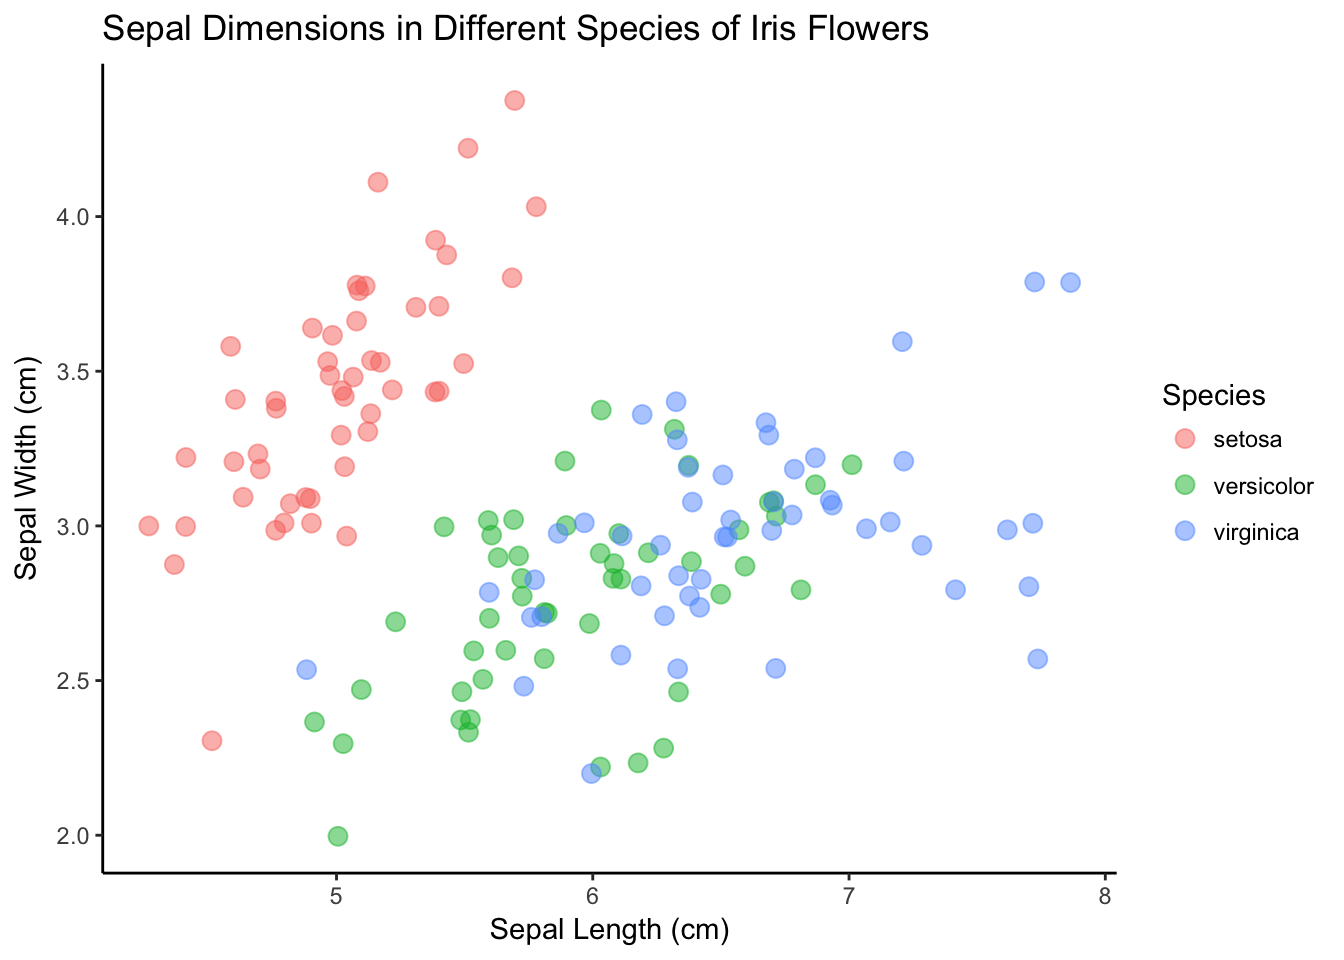 Sepal Dimensions in Different Species of Iris Flowers
Sepal Width (cm)
4.0
3.5
3.0
2.5
2.0
5 6 7 8
Sepal Length (cm)
Species
setosa
versicolor
virginica